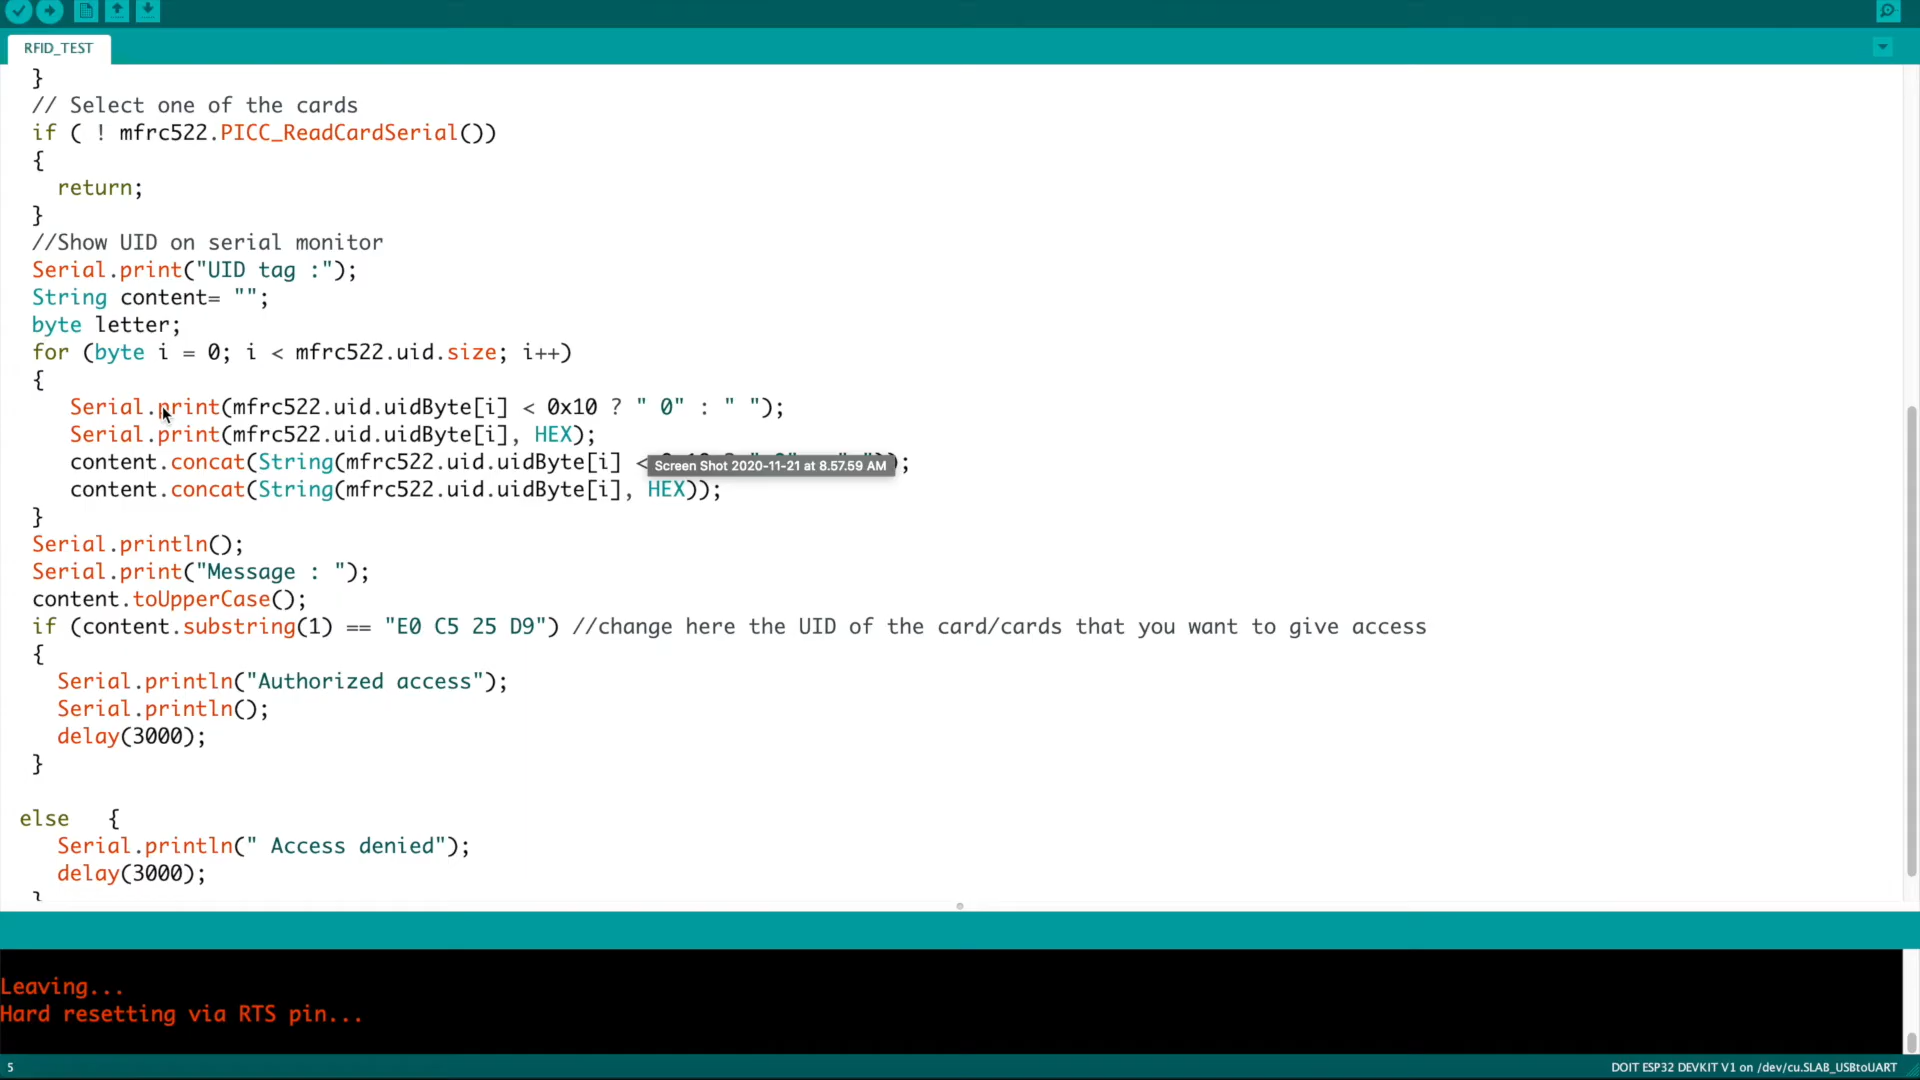 RFID_TEST
}
// Select one of the cards
if ( ! mfrc522.PICC_ReadCardSerial())
{
return;
}
//Show UID on serial monitor
Serial.print("UID tag :");
String content= "";
byte letter;
for (byte i = 0; i < mfrc522.uid.size; i++)
{
Serial.print(mfrc522.uid.uidByte[i] < 0x10 ? " 0" : " ");
Serial.print(mfrc522.uid.uidByte[i], HEX);
content.concat(String(mfrc522.uid.uidByte[i] < );
Screen Shot 2020-11-21 at 8.57.59 AM
content.concat(String(mfrc522.uid.uidByte[i], HEX));
}
Serial.println();
Serial.print("Message : ");
content.toUpperCase();
if (content.substring(1) == "E0 C5 25 D9") //change here the UID of the card/cards that you want to give access
{
Serial.println("Authorized access");
Serial.println();
delay(3000);
}
else {
Serial.println(" Access denied");
delay(3000);
Leaving...
Hard resetting via RTS pin...
5
DOIT ESP32 DEVKIT V1 on /dev/cu.SLAB_USBtoUART